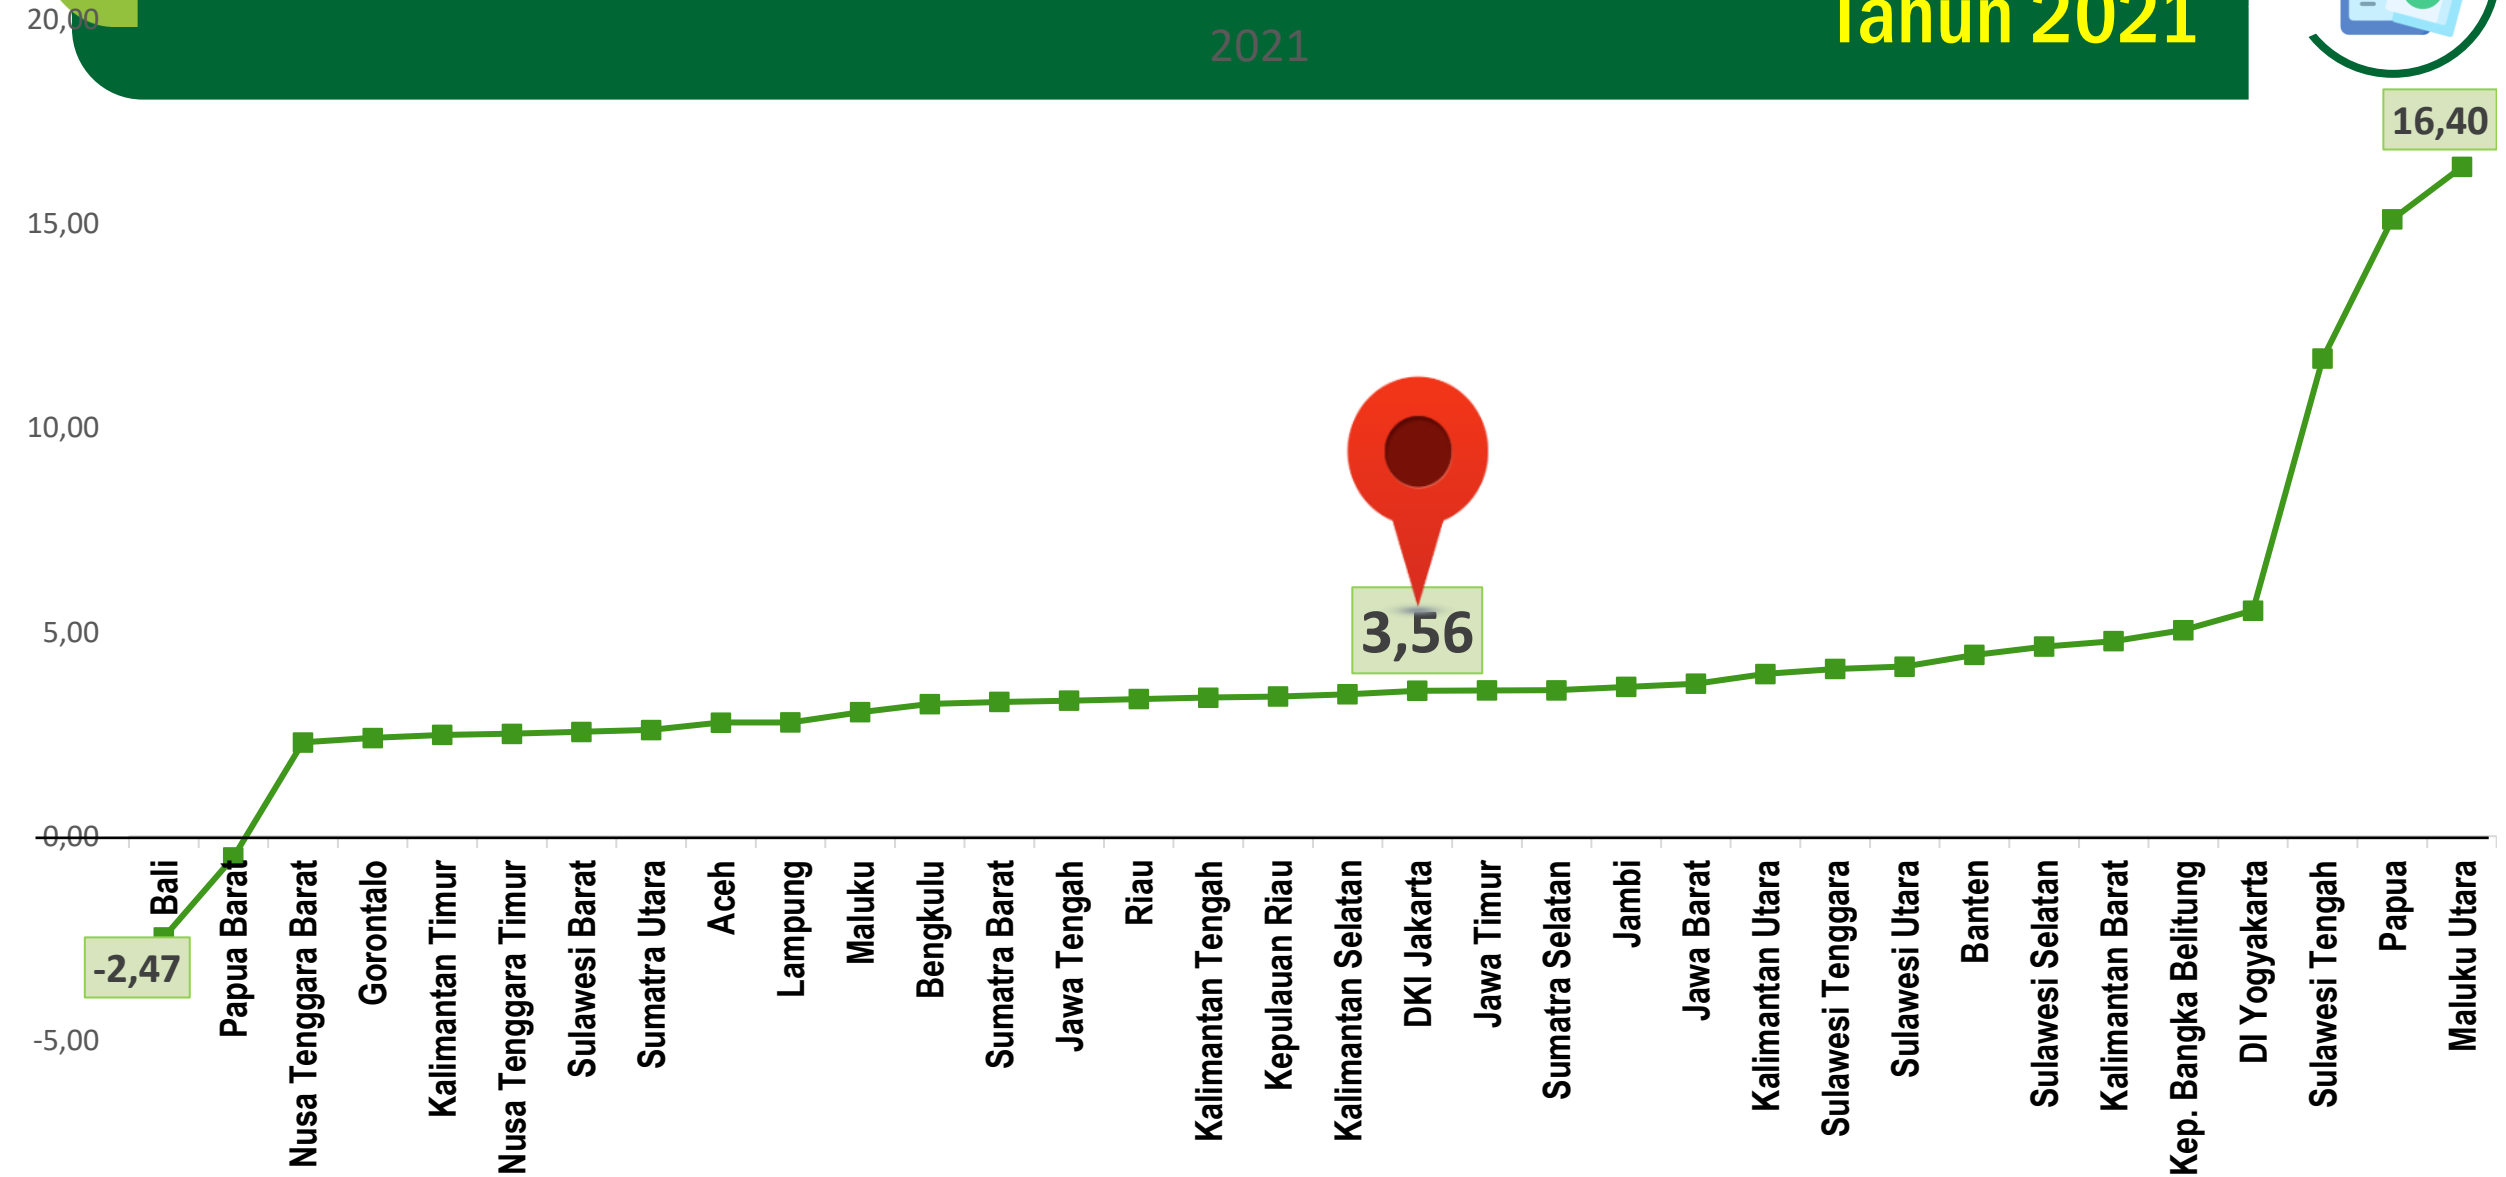 Tahun 2021
2021
20,00
15,00
10,00
5,00
0,00
-5,00
16,40
3,56
-2,47
Bali
Papua Barat
Nusa Tenggara Barat
Gorontalo
Kalimantan Timur
Nusa Tenggara Timur
Sulawesi Barat
Sumatra Utara
Aceh
Lampung
Maluku
Bengkulu
Sumatra Barat
Jawa Tengah
Riau
Kalimantan Tengah
Kepulauan Riau
Kalimantan Selatan
DKI Jakarta
Jawa Timur
Sumatra Selatan
Jambi
Jawa Barat
Kalimantan Utara
Sulawesi Tenggara
Sulawesi Utara
Banten
Sulawesi Selatan
Kalimantan Barat
Kep. Bangka Belitung
DI Yogyakarta
Sulawesi Tengah
Papua
Maluku Utara